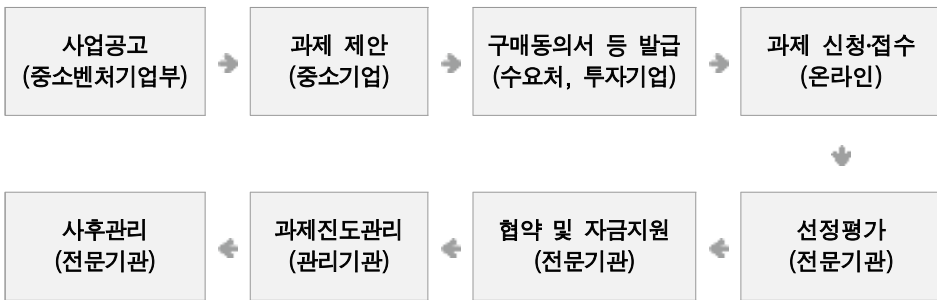 사업공고
(중소벤처기업부)
과제 제안
(중소기업)
구매동의서 등 발급
(수요처, 투자기업)
과제 신청·접수
(온라인)
선정평가
(전문기관)
협약 및 자금지원
(전문기관)
과제진도관리
(관리기관)
사후관리
(전문기관)